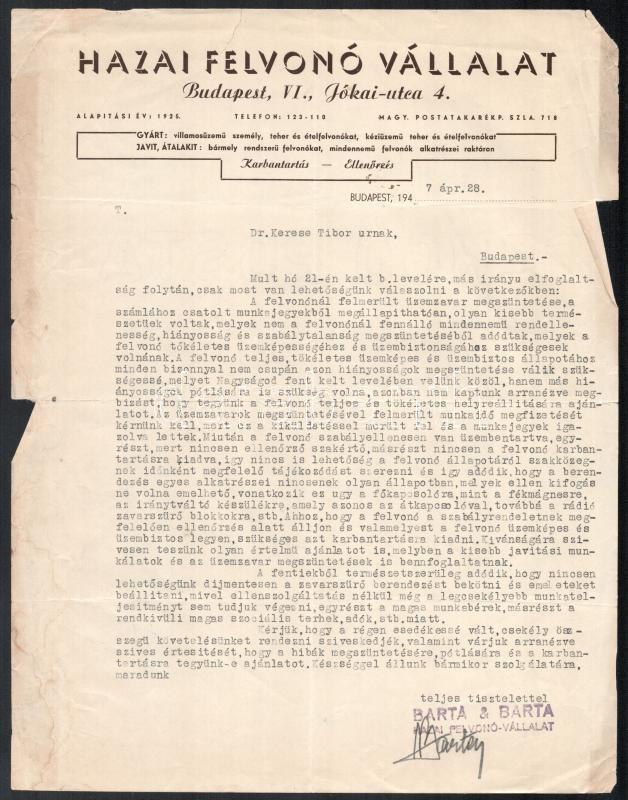 HAZAI FELVONÓ VÁLLALAT
Budapest, VI., Jókai-utca 4.
ALAPITÁSI ÉV: 1925. TELEFON: 123-110 MAGY. POSTATAKARÉKP. SZLA. 718
GYÁRT: villamosüzemű személy, teher és ételfelvonókat, kéziüzemű teher és ételfelvonókat
JAVIT, ÁTALAKIT: bármely rendszerű felvonókat, mindennemű felvonók alkatrészei raktáron
Karbantartás — Ellenőrzés
BUDAPEST, 194 7 ápr.28.
T.
Dr.Kerese Tibor urnak,
Budapest.-
Mult hó 21-én kelt b.levelére,más irányu elfoglalt-
ság folytán,csak most van lehetőségünk válaszolni a következőkben:
A felvonónál felmerült üzemzavar megszüntetése,a
számlához csatolt munkajegyekből megállapithatóan,olyan kisebb termé-
szetüek voltak,melyek nem a felvonónál fennálló mindennemű rendelle-
nesség,hiányosság és szabálytalanság megszüntetéséből adódtak,melyek a
felvonó tökéletes üzemképességéhez és üzembiztonságához szükségesek
volnának.A felvonó teljes,tökéletes üzemképes és üzembiztos állapotához
minden bizonnyal nem csupán azon hiányosságok megszüntetése válik szük-
ségessé,melyet Nagyságod fent kelt levelében velünk közöl,hanem más hi-
ányosságok pótlására is szükség volna,azonban nem kaptunk arranézve meg-
bizást,hogy tegyünk a felvonó teljes és tökéletes helyreállitására aján-
latot.Az üzemzavarok megszüntetésével felmerült munkaidő megfizetését
kérnünk kell,mert ez a kiküldetéssel merült fel és a munkajegyek iga-
zolva lettek.Miután a felvonó szabályellenesen van üzembentartva,egy-
részt,mert nincsen ellenőrző szakértő,másrészt nincsen a felvonó karban-
tartásra kiadva,igy nincs is lehetőség a felvonó állapotáról szakközeg-
nek időnként megfelelő tájékozódást szerezni és igy adódik,hogy a beren-
dezés egyes alkatrészei nincsenek olyan állapotban,melyek ellen kifogás
ne volna emelhető,vonatkozik ez ugy a főkapcsolóra,mint a fékmágnesre,
az irányváltó készülékre,amely azonos az átkapcsolóval,továbbá a rádió
zavarszűrő blokkokra,stb.Ahhoz,hogy a felvonó a szabályrendeletnek meg-
felelően ellenőrzés alatt álljon és valamelyest a felvonó üzemképes és
üzembiztos legyen,szükséges azt karbantartásra kiadni.Kivánságára szi-
vesen teszünk olyan értelmű ajánlatot is,melyben a kisebb javitási mun-
kálatok és az üzemzavar megszüntetések is bennfoglaltatnak.
A fentiekből természetszerüleg adódik,hogy nincsen
lehetőségünk dijmentesen a zavarszűrő berendezést bekötni és emeleteket
beállitani,mivel ellenszolgáltatás nélkül még a legcsekélyebb munkatel-
jesitményt sem tudjuk végezni,egyrészt a magas munkabérek,másrészt a
rendkivüli magas szociális terhek,adók,stb.miatt.
Kérjük,hogy a régen esedékessé vált,csekély ösz-
szegü követelésünket rendezni sziveskedjék,valamint várjuk arranézve
szives értesitését,hogy a hibák megszüntetésére,pótlására és a karban-
tartásra tegyünk-e ajánlatot.Készséggel állunk bármikor szolgálatára,
maradunk
teljes tisztelettel
BARTA & BARTA
HAZAI FELVONÓ-VÁLLALAT